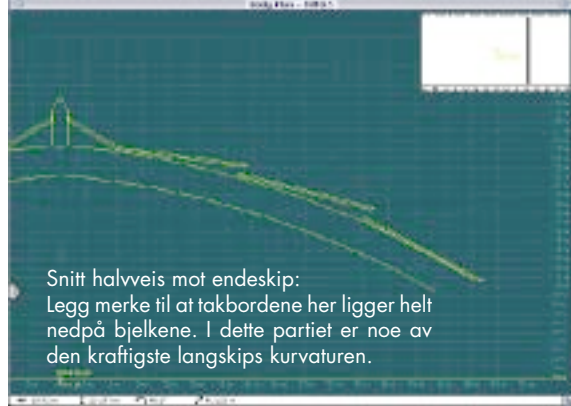 Snitt halvveis mot endeskip:
Legg merke til at takbordene her ligger helt
nedpå bjelkene. I dette partiet er noe av
den kraftigste langskips kurvaturen.